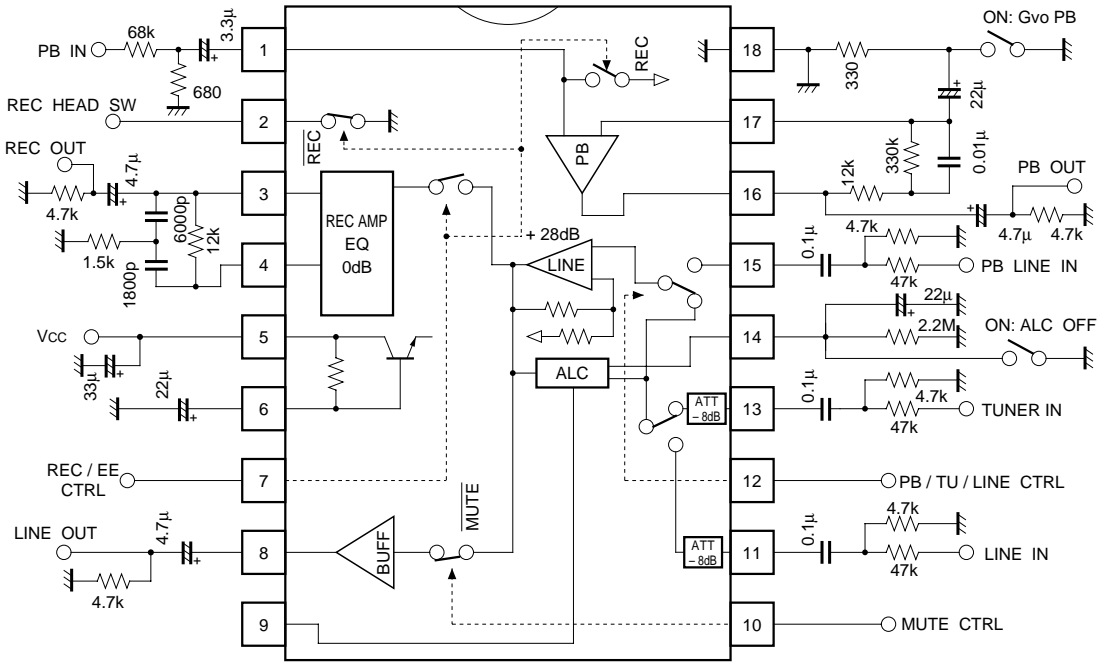 PB IN
68k
3.3μ
+
680
1
REC HEAD SW
2
REC
REC OUT
4.7μ
+
4.7k
6000p
12k
1.5k
1800p
3
4
REC AMP
EQ
0dB
Vcc
33μ
+
5
22μ
+
6
REC / EE
CTRL
7
LINE OUT
4.7μ
+
4.7k
8
9
REC
PB
+ 28dB
LINE
ALC
ATT
– 8dB
ATT
– 8dB
MUTE
BUFF
18
330
ON: Gvo PB
+
22μ
17
330k
0.01μ
12k
16
PB OUT
+
4.7μ
4.7k
4.7k
0.1μ
15
47k
PB LINE IN
22μ
+
14
2.2M
ON: ALC OFF
0.1μ
4.7k
13
47k
TUNER IN
12
PB / TU / LINE CTRL
0.1μ
4.7k
11
47k
LINE IN
10
MUTE CTRL